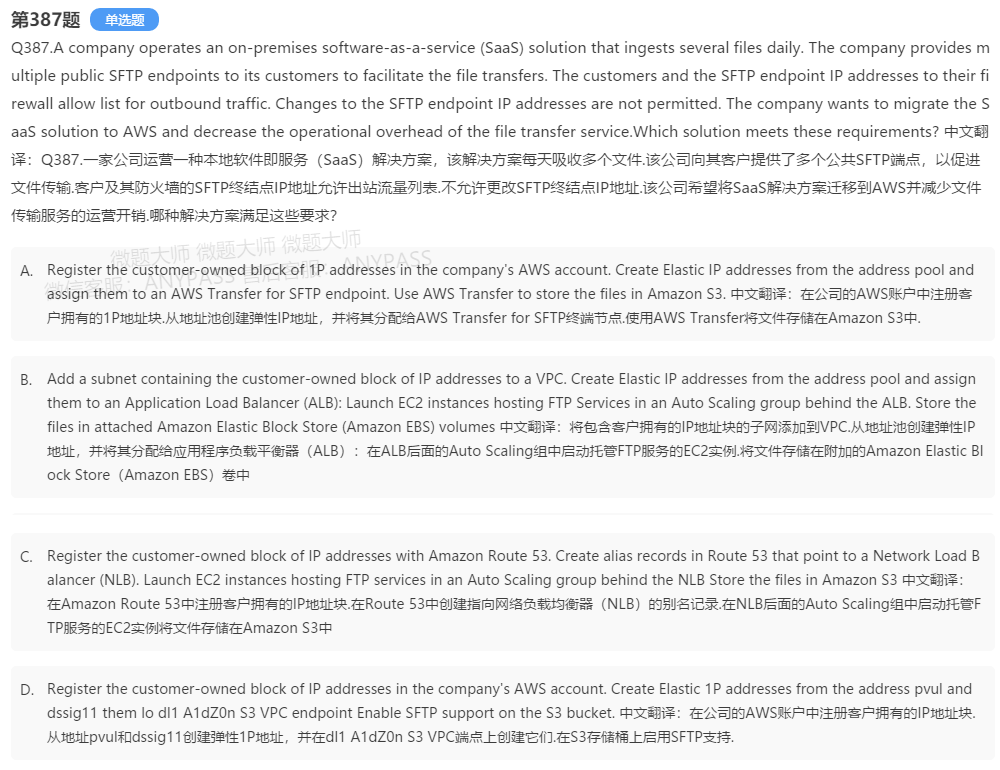 第387题 单选题
Q387.A company operates an on-premises software-as-a-service (SaaS) solution that ingests several files daily. The company provides m
ultiple public SFTP endpoints to its customers to facilitate the file transfers. The customers and the SFTP endpoint IP addresses to their fi
rewall allow list for outbound traffic. Changes to the SFTP endpoint IP addresses are not permitted. The company wants to migrate the S
aaS solution to AWS and decrease the operational overhead of the file transfer service.Which solution meets these requirements? 中文翻
译：Q387.一家公司运营一种本地软件即服务（SaaS）解决方案，该解决方案每天吸收多个文件.该公司向其客户提供了多个公共SFTP端点，以促进
文件传输.客户及其防火墙的SFTP终结点IP地址允许出站流量列表.不允许更改SFTP终结点IP地址.该公司希望将SaaS解决方案迁移到AWS并减少文件
传输服务的运营开销.哪种解决方案满足这些要求？
微题大师 微题大师 微题大师
微信客服：ANYPASS 售后客服：ANYPASS
A. Register the customer-owned block of 1P addresses in the company's AWS account. Create Elastic IP addresses from the address pool and
assign them to an AWS Transfer for SFTP endpoint. Use AWS Transfer to store the files in Amazon S3. 中文翻译：在公司的AWS账户中注册客
户拥有的1P地址块.从地址池创建弹性IP地址，并将其分配给AWS Transfer for SFTP终端节点.使用AWS Transfer将文件存储在Amazon S3中.
B. Add a subnet containing the customer-owned block of IP addresses to a VPC. Create Elastic IP addresses from the address pool and assign
them to an Application Load Balancer (ALB): Launch EC2 instances hosting FTP Services in an Auto Scaling group behind the ALB. Store the
files in attached Amazon Elastic Block Store (Amazon EBS) volumes 中文翻译：将包含客户拥有的IP地址块的子网添加到VPC.从地址池创建弹性IP
地址，并将其分配给应用程序负载平衡器（ALB）：在ALB后面的Auto Scaling组中启动托管FTP服务的EC2实例.将文件存储在附加的Amazon Elastic Bl
ock Store（Amazon EBS）卷中
C. Register the customer-owned block of IP addresses with Amazon Route 53. Create alias records in Route 53 that point to a Network Load B
alancer (NLB). Launch EC2 instances hosting FTP services in an Auto Scaling group behind the NLB Store the files in Amazon S3 中文翻译：
在Amazon Route 53中注册客户拥有的IP地址块.在Route 53中创建指向网络负载均衡器（NLB）的别名记录.在NLB后面的Auto Scaling组中启动托管F
TP服务的EC2实例将文件存储在Amazon S3中
D. Register the customer-owned block of IP addresses in the company's AWS account. Create Elastic 1P addresses from the address pvul and
dssig11 them lo dl1 A1dZ0n S3 VPC endpoint Enable SFTP support on the S3 bucket. 中文翻译：在公司的AWS账户中注册客户拥有的IP地址块.
从地址池pvul和dssig11创建弹性1P地址，并在dl1 A1dZ0n S3 VPC端点上创建它们.在S3存储桶上启用SFTP支持.